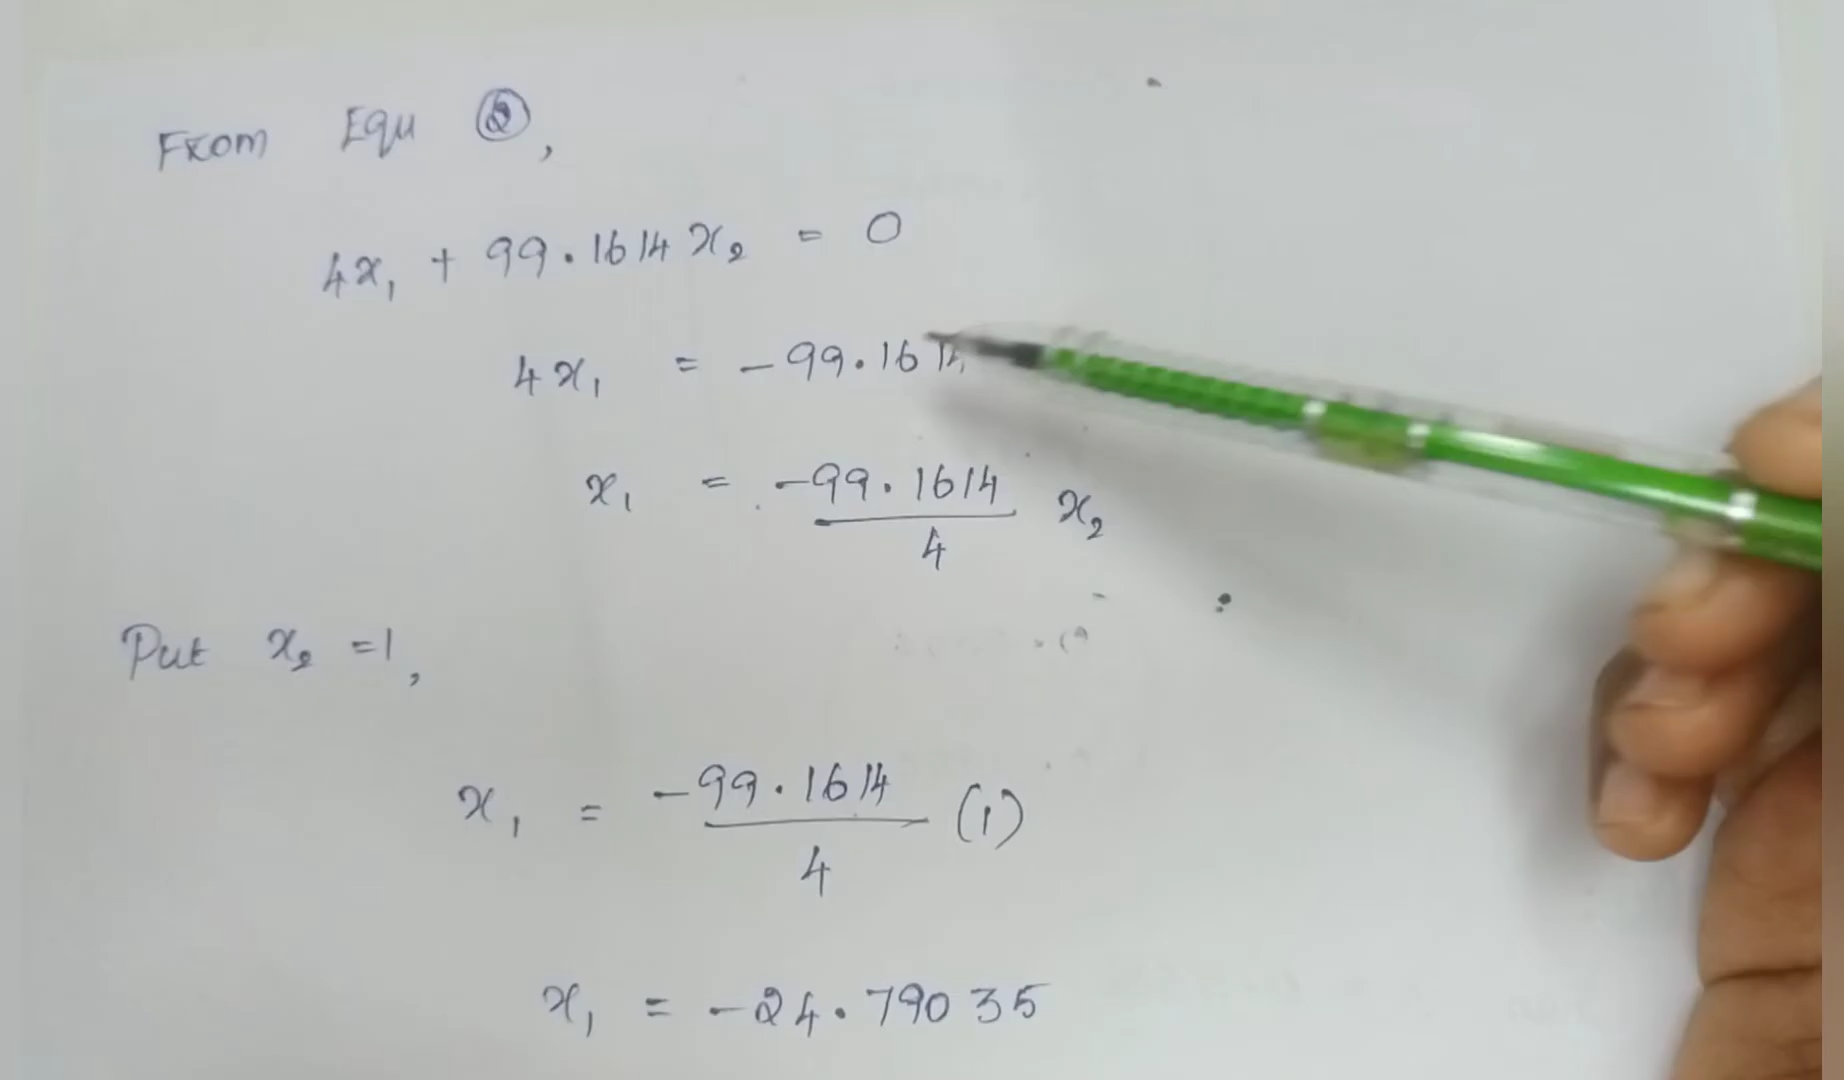 From Equ ②,
4x₁ + 99.1614 x₂ = 0
4x₁ = -99.1614
x₁ = -99.1614/4 x₂
Put x₂ = 1,
x₁ = -99.1614/4 (1)
x₁ = -24.79035